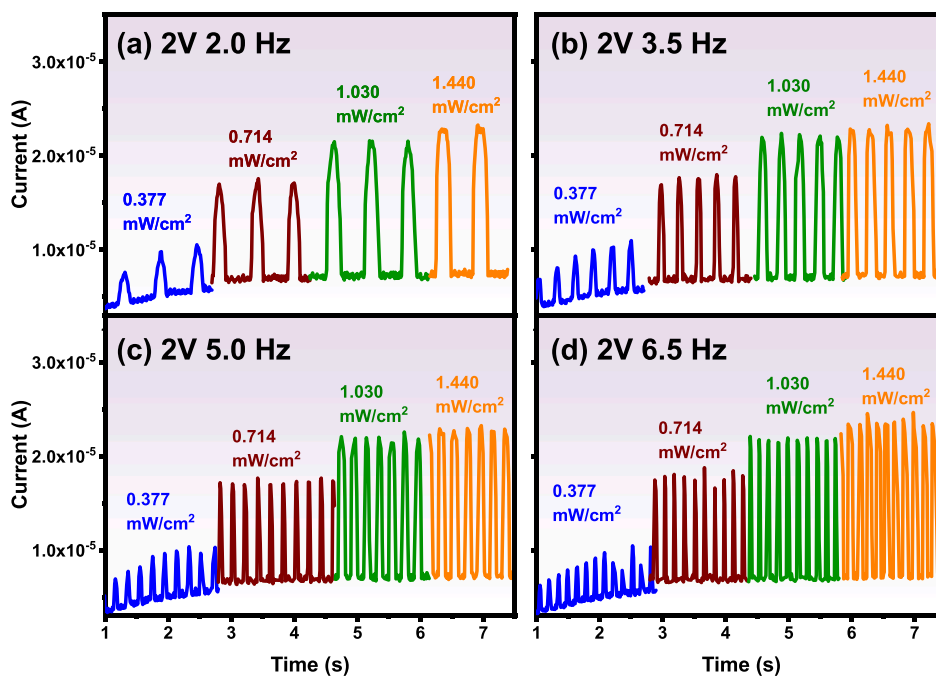 (a) 2V 2.0 Hz
3.0x10⁻⁵
2.0x10⁻⁵
1.0x10⁻⁵
Current (A)
0.377
mW/cm²
0.714
mW/cm²
1.030
mW/cm²
1.440
mW/cm²
(b) 2V 3.5 Hz
0.377
mW/cm²
0.714
mW/cm²
1.030
mW/cm²
1.440
mW/cm²
(c) 2V 5.0 Hz
3.0x10⁻⁵
2.0x10⁻⁵
1.0x10⁻⁵
Current (A)
0.377
mW/cm²
0.714
mW/cm²
1.030
mW/cm²
1.440
mW/cm²
1 2 3 4 5 6 7
Time (s)
(d) 2V 6.5 Hz
0.377
mW/cm²
0.714
mW/cm²
1.030
mW/cm²
1.440
mW/cm²
1 2 3 4 5 6 7
Time (s)